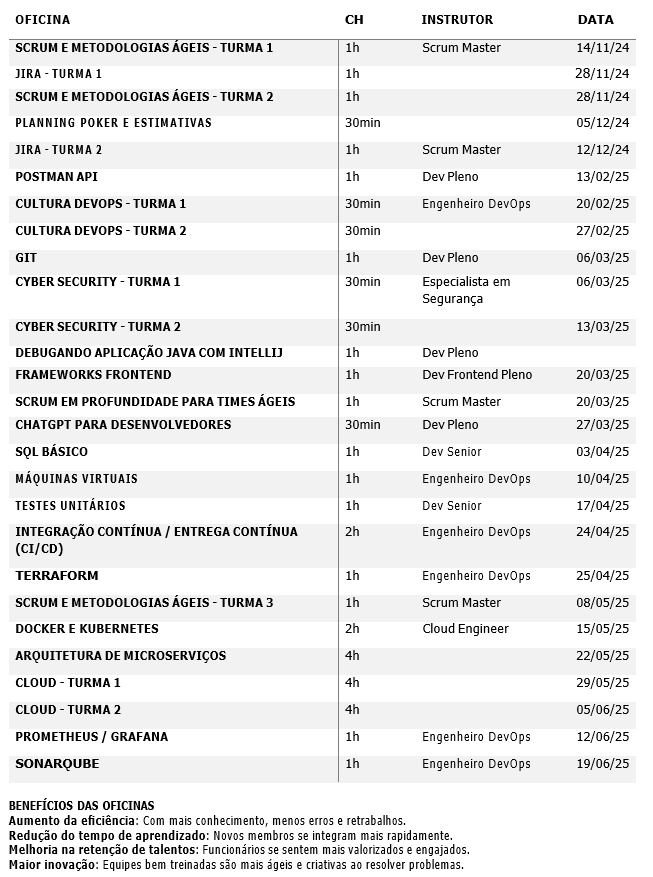 OFICINA CH INSTRUTOR DATA
SCRUM E METODOLOGIAS ÁGEIS - TURMA 1 1h Scrum Master 14/11/24
JIRA - TURMA 1 1h 28/11/24
SCRUM E METODOLOGIAS ÁGEIS - TURMA 2 1h 28/11/24
PLANNING POKER E ESTIMATIVAS 30min 05/12/24
JIRA - TURMA 2 1h Scrum Master 12/12/24
POSTMAN API 1h Dev Pleno 13/02/25
CULTURA DEVOPS - TURMA 1 30min Engenheiro DevOps 20/02/25
CULTURA DEVOPS - TURMA 2 30min 27/02/25
GIT 1h Dev Pleno 06/03/25
CYBER SECURITY - TURMA 1 30min Especialista em 06/03/25
Segurança
CYBER SECURITY - TURMA 2 30min 13/03/25
DEBUGANDO APLICAÇÃO JAVA COM INTELLIJ 1h Dev Pleno
FRAMEWORKS FRONTEND 1h Dev Frontend Pleno 20/03/25
SCRUM EM PROFUNDIDADE PARA TIMES ÁGEIS 1h Scrum Master 20/03/25
CHATGPT PARA DESENVOLVEDORES 30min Dev Pleno 27/03/25
SQL BÁSICO 1h Dev Senior 03/04/25
MÁQUINAS VIRTUAIS 1h Engenheiro DevOps 10/04/25
TESTES UNITÁRIOS 1h Dev Senior 17/04/25
INTEGRAÇÃO CONTÍNUA / ENTREGA CONTÍNUA 2h Engenheiro DevOps 24/04/25
(CI/CD)
TERRAFORM 1h Engenheiro DevOps 25/04/25
SCRUM E METODOLOGIAS ÁGEIS - TURMA 3 1h Scrum Master 08/05/25
DOCKER E KUBERNETES 2h Cloud Engineer 15/05/25
ARQUITETURA DE MICROSERVIÇOS 4h 22/05/25
CLOUD - TURMA 1 4h 29/05/25
CLOUD - TURMA 2 4h 05/06/25
PROMETHEUS / GRAFANA 1h Engenheiro DevOps 12/06/25
SONARQUBE 1h Engenheiro DevOps 19/06/25
BENEFÍCIOS DAS OFICINAS
Aumento da eficiência: Com mais conhecimento, menos erros e retrabalhos.
Redução do tempo de aprendizado: Novos membros se integram mais rapidamente.
Melhoria na retenção de talentos: Funcionários se sentem mais valorizados e engajados.
Maior inovação: Equipes bem treinadas são mais ágeis e criativas ao resolver problemas.